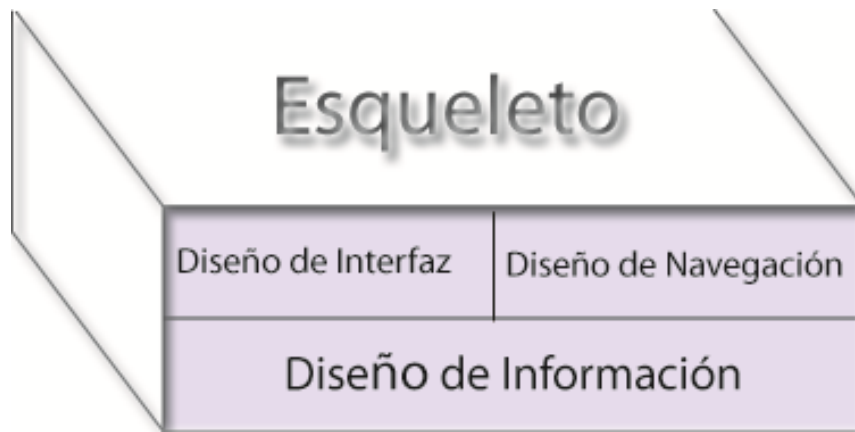 Esqueleto
Diseño de Interfaz
Diseño de Navegación
Diseño de Información